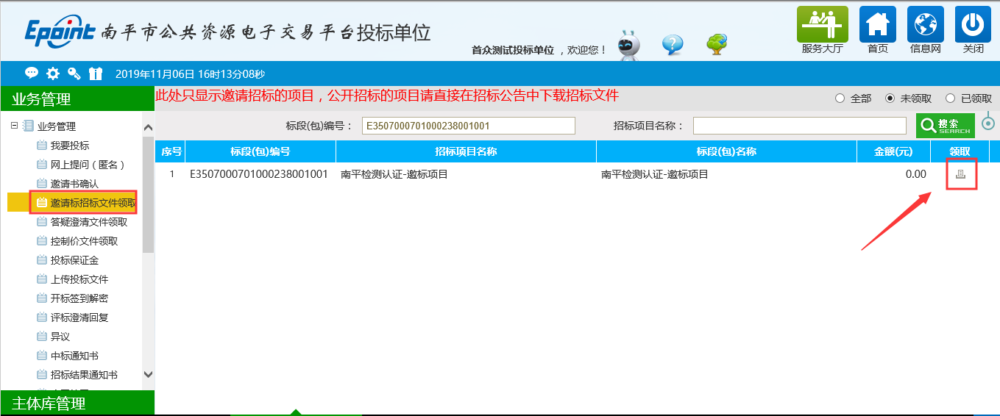 Epoint 南平市公共资源电子交易平台投标单位
首众测试投标单位 ，欢迎您！
服务大厅 首页 信息网 关闭
2019年11月06日 16时13分08秒
业务管理
此处只显示邀请招标的项目，公开招标的项目请直接在招标公告中下载招标文件
全部 未领取 已领取
标段(包)编号： E3507000701000238001001 招标项目名称： 搜索 SEARCH
序号 标段(包)编号 招标项目名称 标段(包)名称 金额(元) 领取
1 E3507000701000238001001 南平检测认证-邀标项目 南平检测认证-邀标项目 0.00
业务管理
我要投标
网上提问（匿名）
邀请书确认
邀请标招标文件领取
答疑澄清文件领取
控制价文件领取
投标保证金
上传投标文件
开标签到解密
评标澄清回复
异议
中标通知书
招标结果通知书
主体库管理